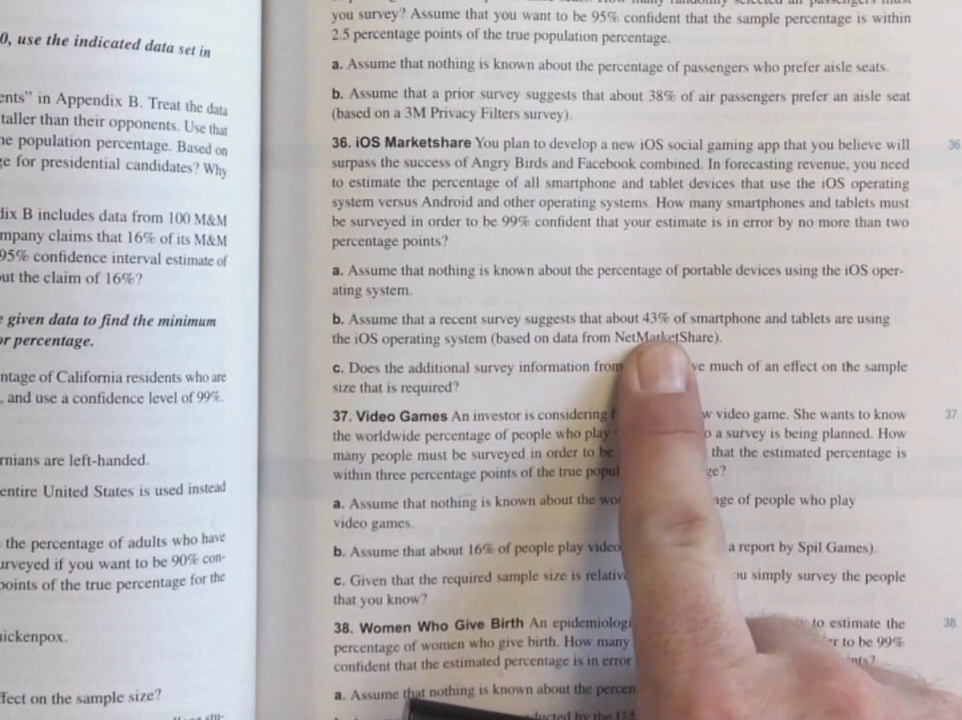 0, use the indicated data set in
ents" in Appendix B. Treat the data
taller than their opponents. Use that
ne population percentage. Based on
ge for presidential candidates? Why
dix B includes data from 100 M&M
mpany claims that 16% of its M&M
95% confidence interval estimate of
out the claim of 16%?
e given data to find the minimum
or percentage.
ntage of California residents who are
, and use a confidence level of 99%.
rnians are left-handed.
entire United States is used instead
the percentage of adults who have
urveyed if you want to be 90% con-
points of the true percentage for the
hickenpox.
ffect on the sample size?
you survey? Assume that you want to be 95% confident that the sample percentage is within
2.5 percentage points of the true population percentage.
a. Assume that nothing is known about the percentage of passengers who prefer aisle seats.
b. Assume that a prior survey suggests that about 38% of air passengers prefer an aisle seat
(based on a 3M Privacy Filters survey).
36. iOS Marketshare You plan to develop a new iOS social gaming app that you believe will
surpass the success of Angry Birds and Facebook combined. In forecasting revenue, you need
to estimate the percentage of all smartphone and tablet devices that use the iOS operating
system versus Android and other operating systems. How many smartphones and tablets must
be surveyed in order to be 99% confident that your estimate is in error by no more than two
percentage points?
a. Assume that nothing is known about the percentage of portable devices using the iOS oper-
ating system.
b. Assume that a recent survey suggests that about 43% of smartphone and tablets are using
the iOS operating system (based on data from NetMarketShare).
c. Does the additional survey information from ve much of an effect on the sample
size that is required?
37. Video Games An investor is considering w video game. She wants to know
the worldwide percentage of people who play o a survey is being planned. How
many people must be surveyed in order to be that the estimated percentage is
within three percentage points of the true popul ge?
a. Assume that nothing is known about the wo age of people who play
video games.
b. Assume that about 16% of people play video a report by Spil Games).
c. Given that the required sample size is relativ ou simply survey the people
that you know?
38. Women Who Give Birth An epidemiologi to estimate the
percentage of women who give birth. How many er to be 99%
confident that the estimated percentage is in error nts?
a. Assume that nothing is known about the percen
36
37.
38.